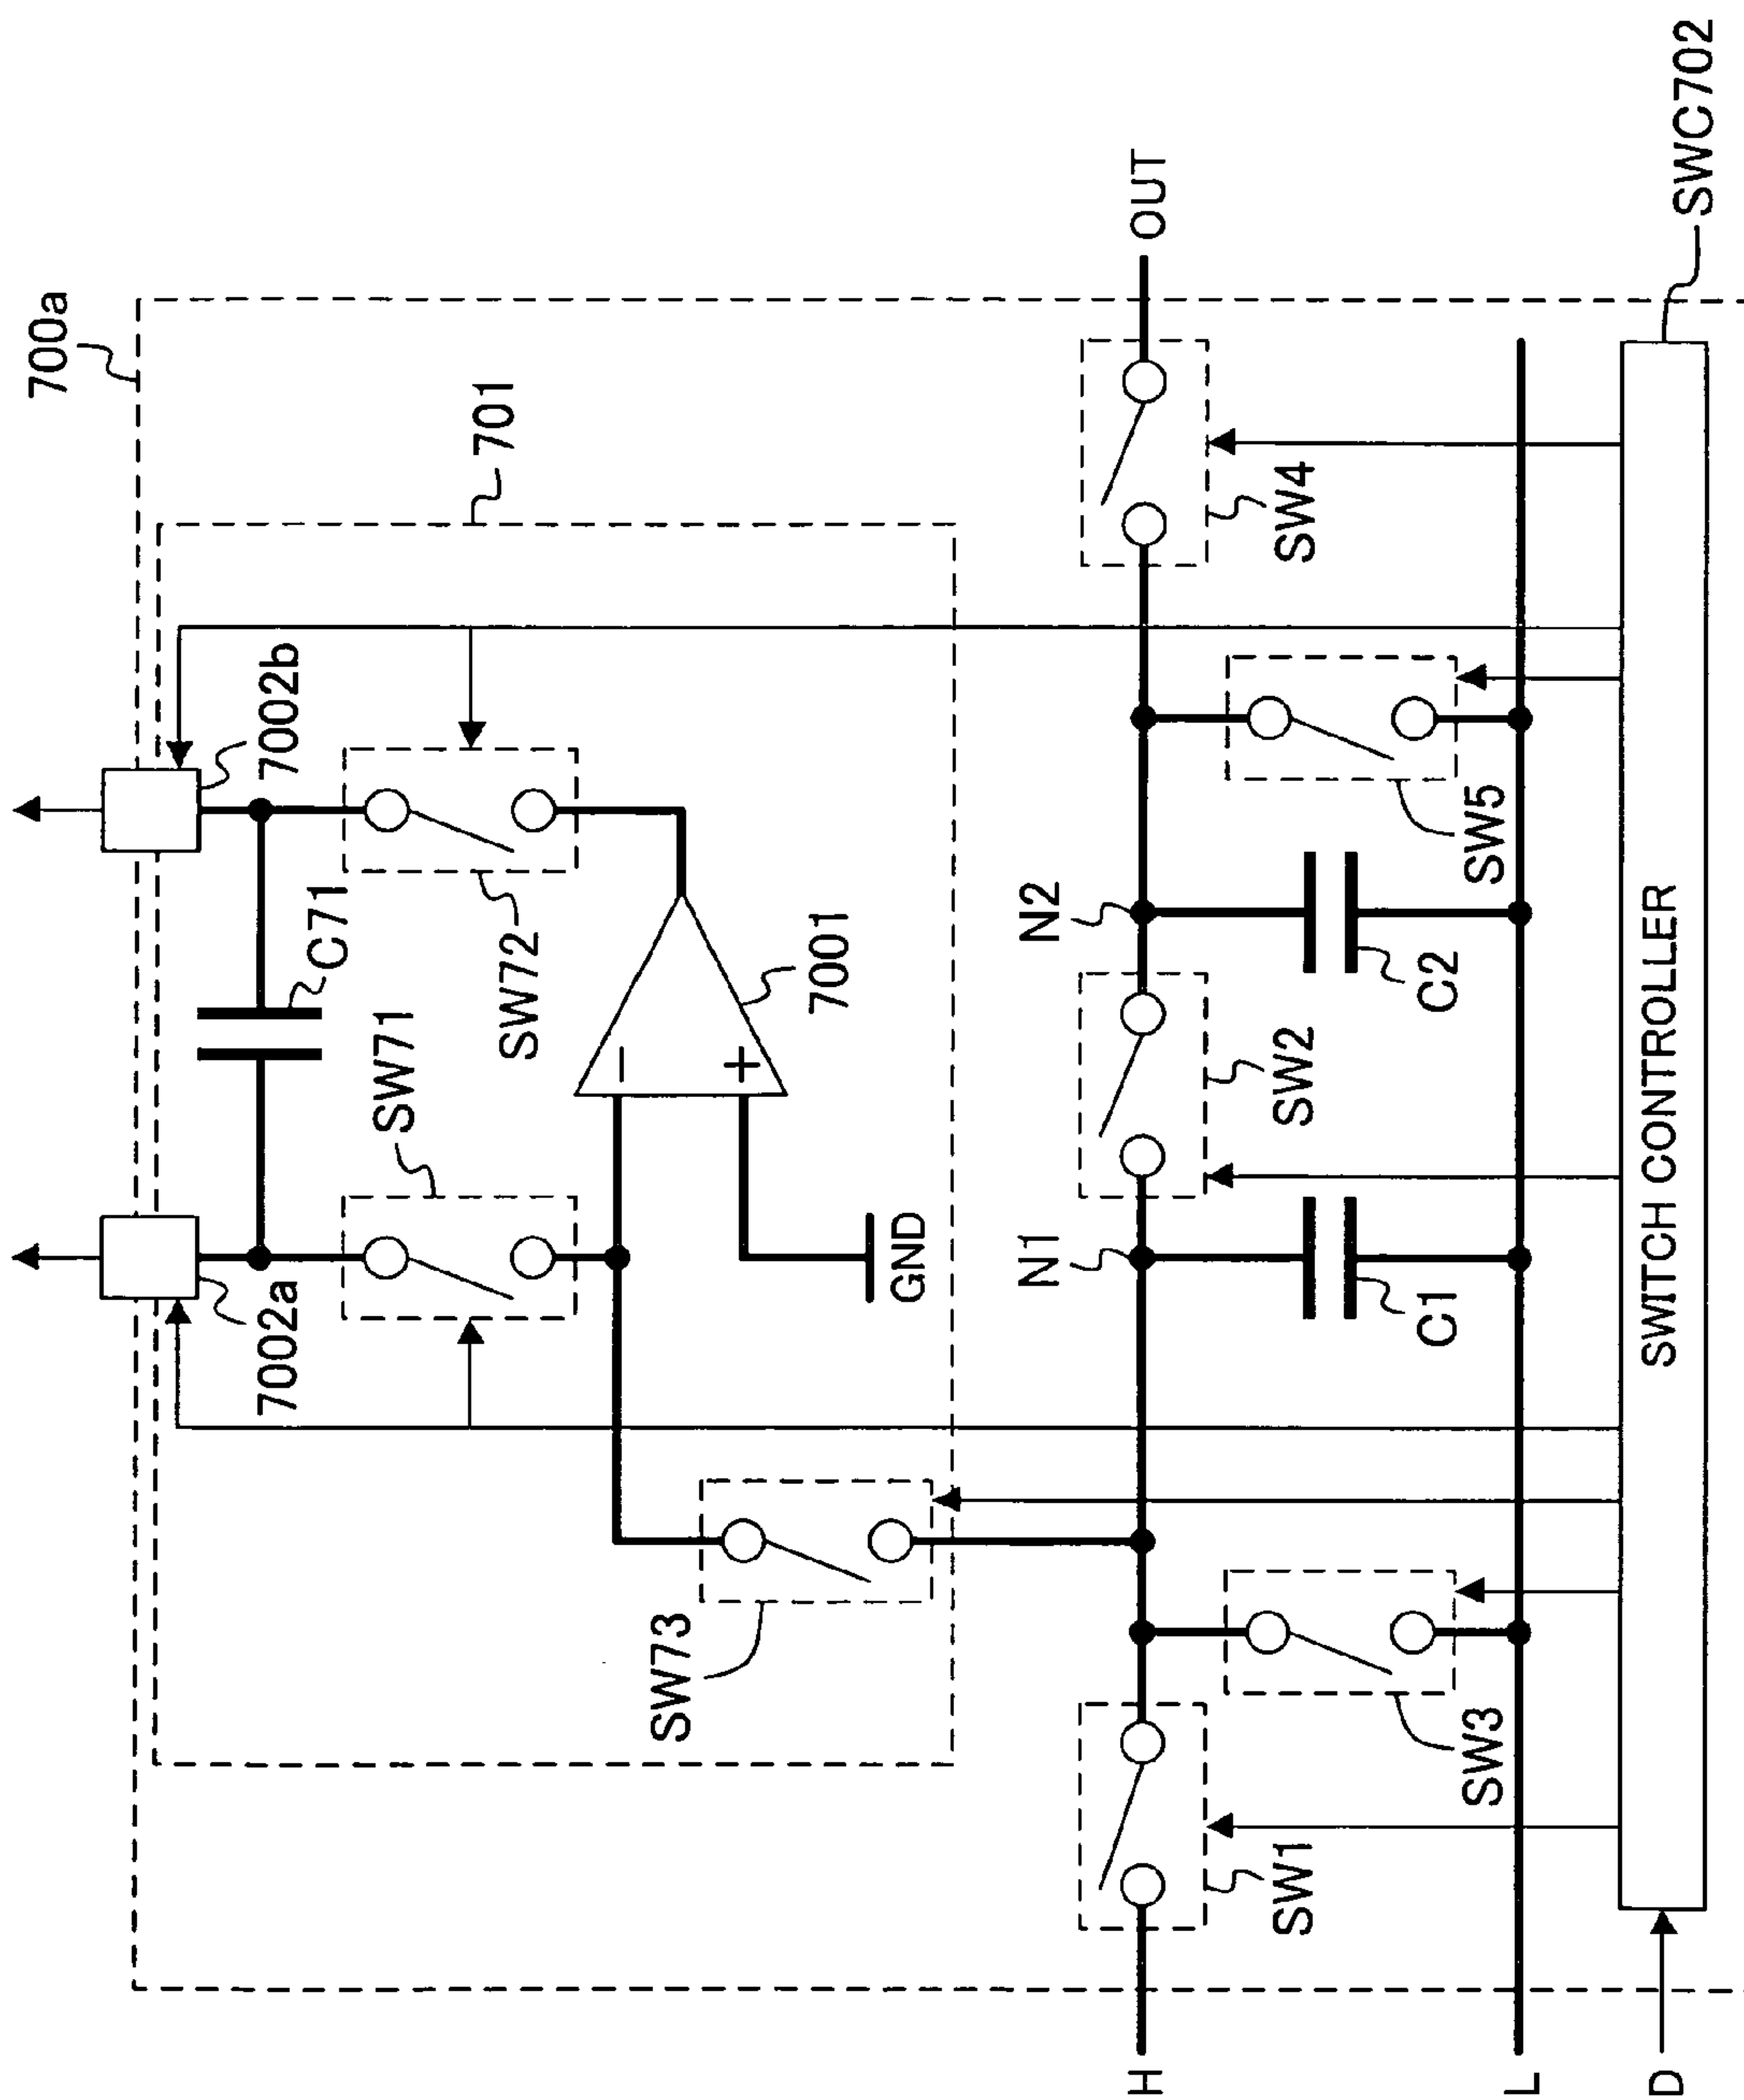 700a
701
7002a
7002b
C71
SW71
SW72
7001
−
+
GND
SW73
H
SW1
N1
SW2
N2
SW4
OUT
SW3
C1
C2
SW5
L
D
SWITCH CONTROLLER
SWC702